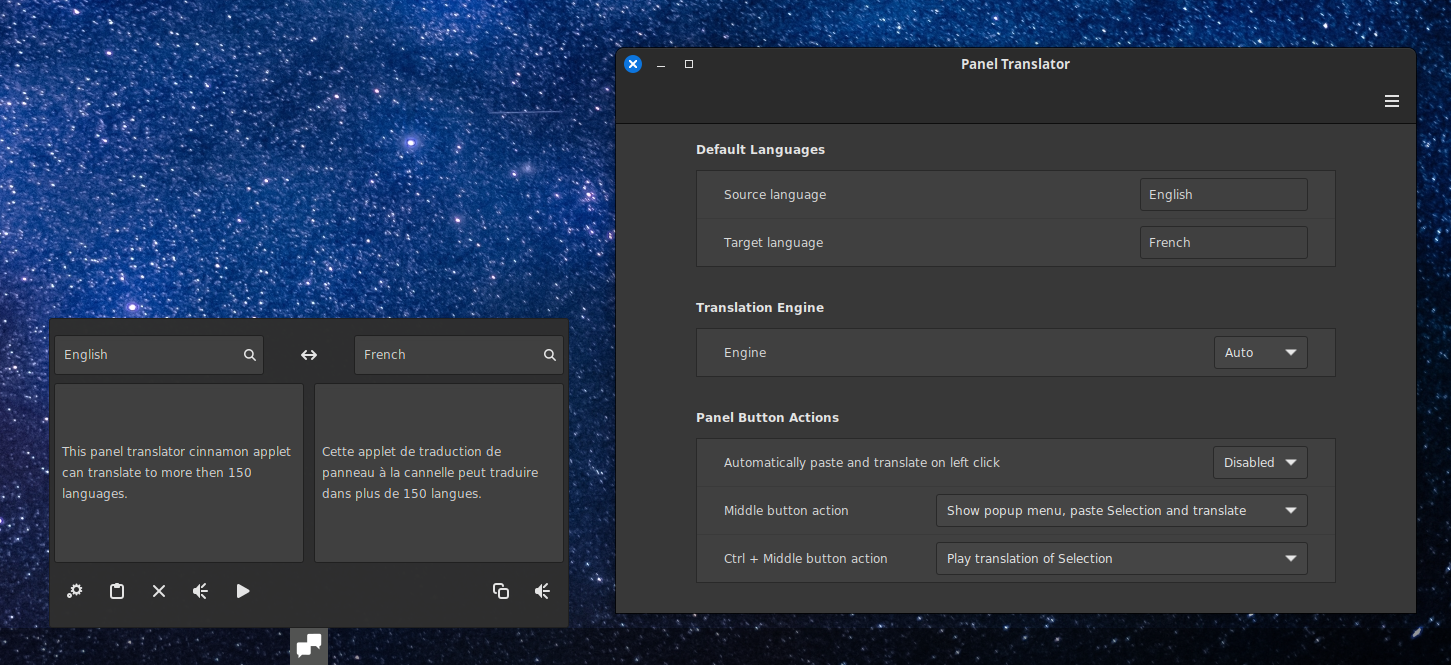 Panel Translator
Default Languages
Source language English
Target language French
Translation Engine
Engine Auto
Panel Button Actions
Automatically paste and translate on left click Disabled
Middle button action Show popup menu, paste Selection and translate
Ctrl + Middle button action Play translation of Selection
English
French
This panel translator cinnamon applet
can translate to more then 150
languages.
Cette applet de traduction de
panneau à la cannelle peut traduire
dans plus de 150 langues.